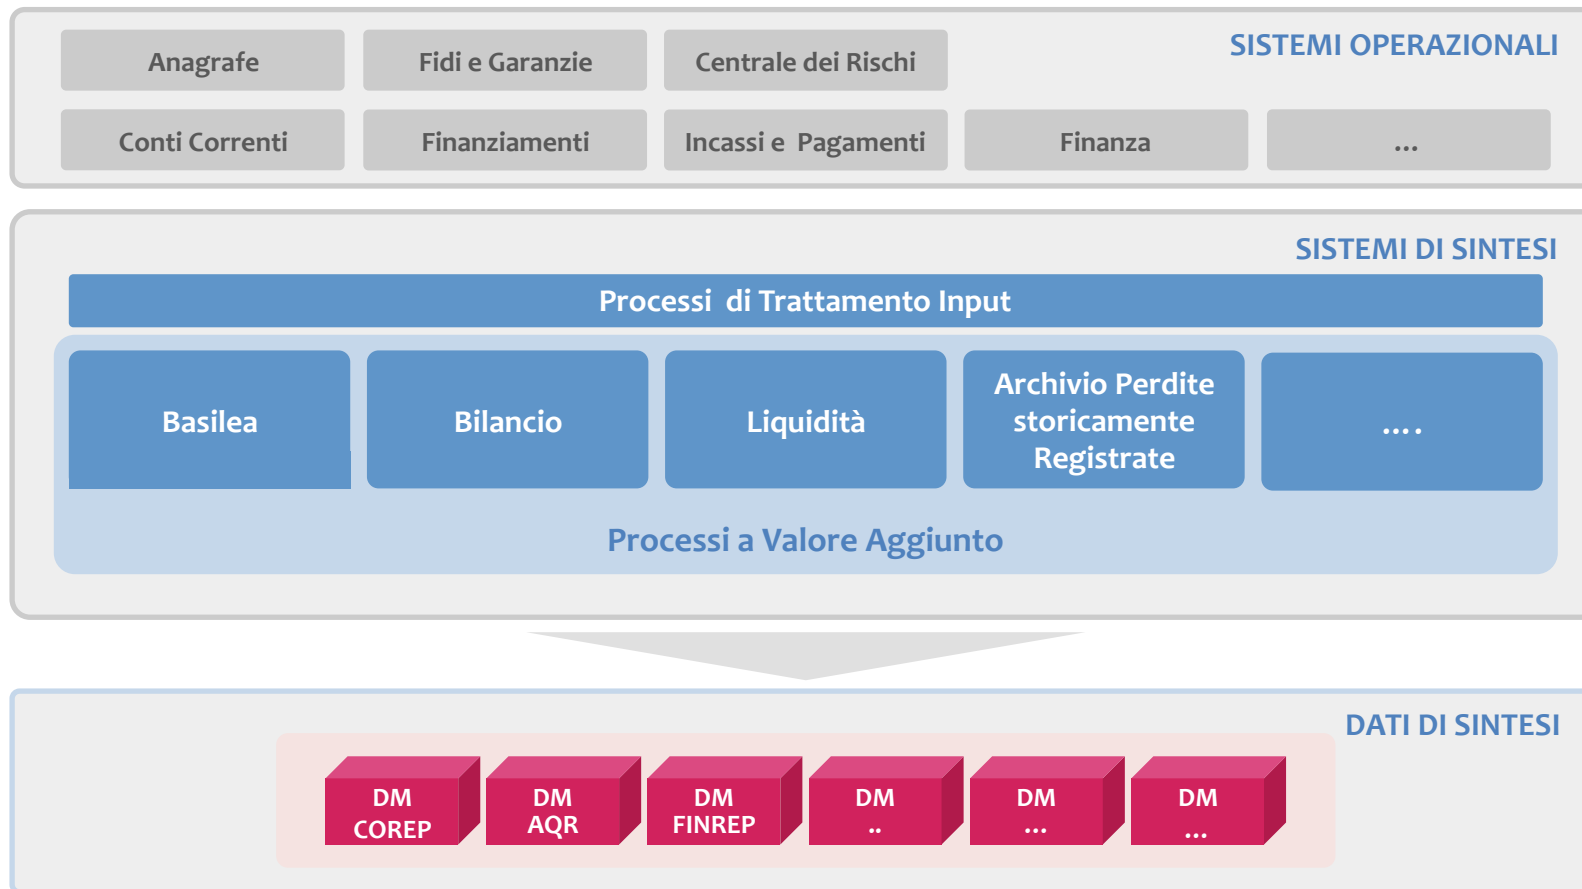 SISTEMI OPERAZIONALI
Anagrafe
Fidi e Garanzie
Centrale dei Rischi
Conti Correnti
Finanziamenti
Incassi e Pagamenti
Finanza
...
SISTEMI DI SINTESI
Processi di Trattamento Input
Basilea
Bilancio
Liquidità
Archivio Perdite
storicamente
Registrate
....
Processi a Valore Aggiunto
DATI DI SINTESI
DM
COREP
DM
AQR
DM
FINREP
DM
..
DM
...
DM
...